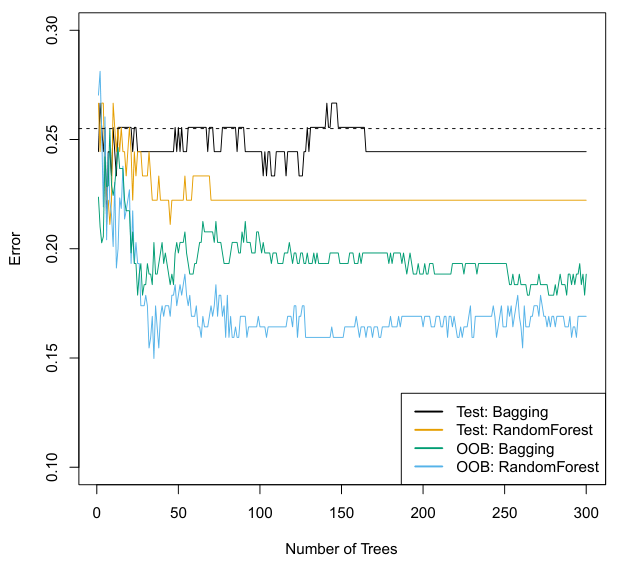 0.30
0.25
0.20
0.15
0.10
Error
0 50 100 150 200 250 300
Number of Trees
Test: Bagging
Test: RandomForest
OOB: Bagging
OOB: RandomForest